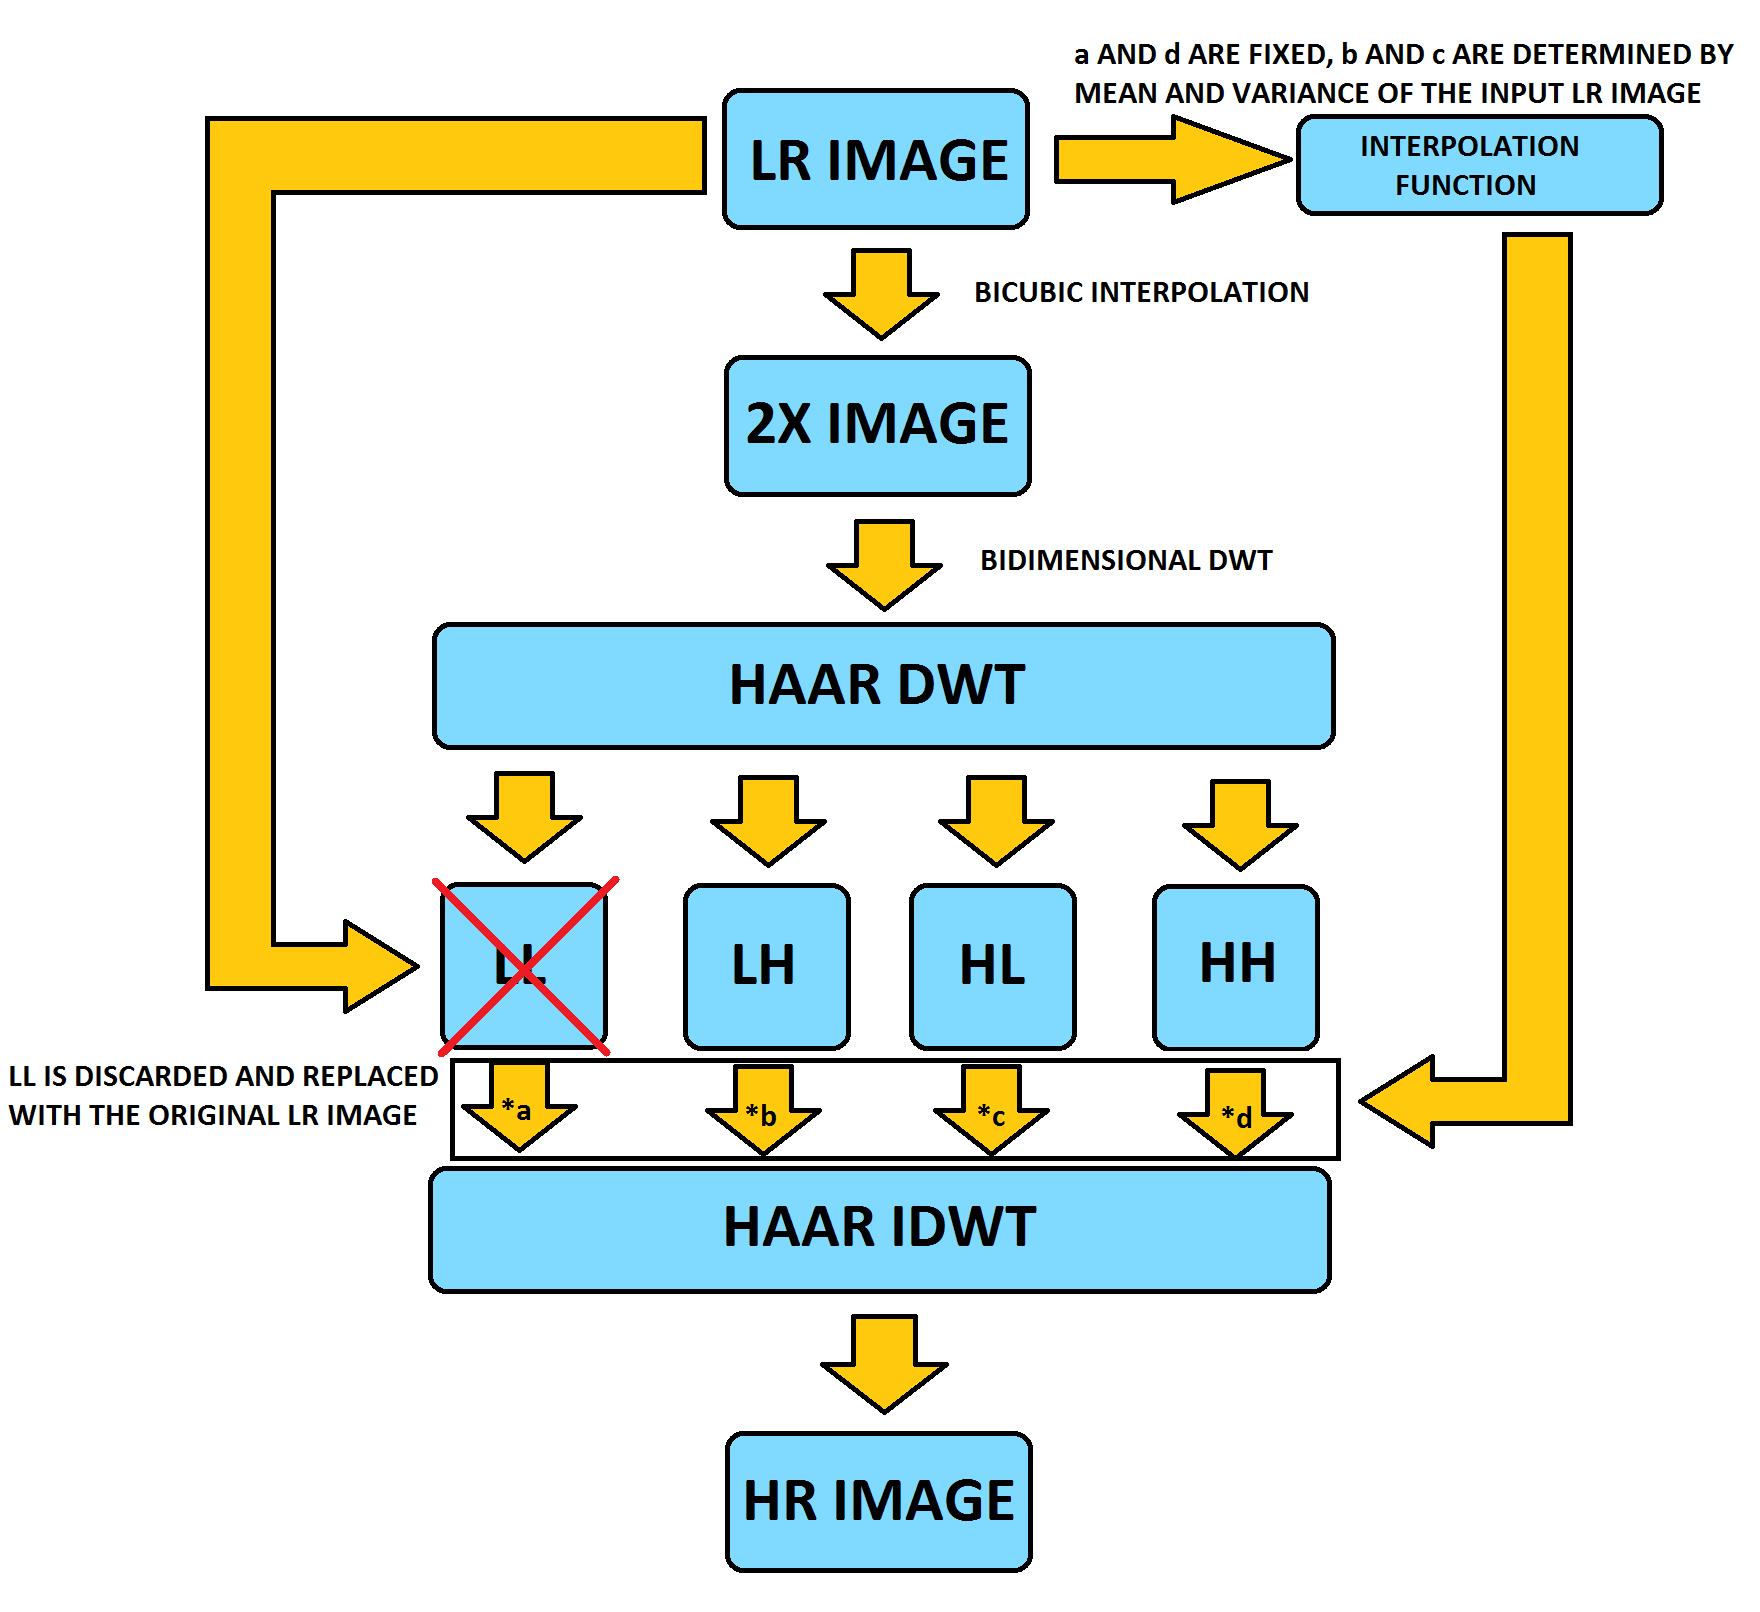 a AND d ARE FIXED, b AND c ARE DETERMINED BY
MEAN AND VARIANCE OF THE INPUT LR IMAGE
LR IMAGE
INTERPOLATION
FUNCTION
BICUBIC INTERPOLATION
2X IMAGE
BIDIMENSIONAL DWT
HAAR DWT
LL
LH
HL
HH
LL IS DISCARDED AND REPLACED
WITH THE ORIGINAL LR IMAGE
*a
*b
*c
*d
HAAR IDWT
HR IMAGE